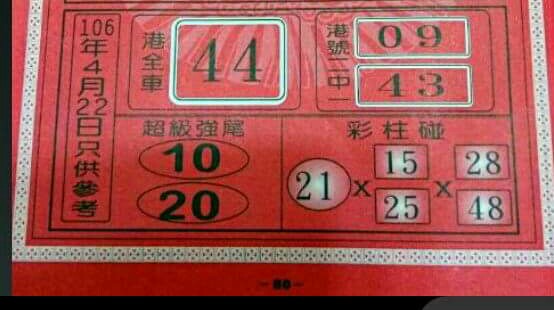 106年4月22日只供參考
港全車
44
港號二中一
09
43
超級強尾
10
20
彩柱碰
21 x 15 x 28
25 48